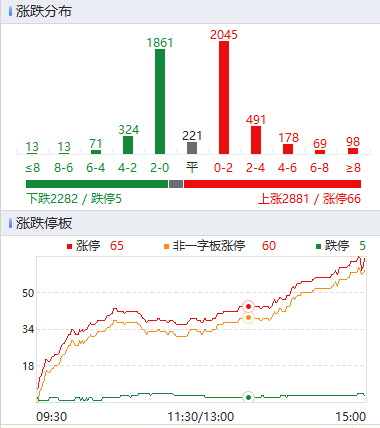 涨跌分布
13 13 71 324 1861 221 2045 491 178 69 98
≤8 8-6 6-4 4-2 2-0 平 0-2 2-4 4-6 6-8 ≥8
下跌2282 / 跌停5 上涨2881 / 涨停66
涨跌停板
涨停 65 非一字板涨停 60 跌停 5
50
34
18
09:30 11:30/13:00 15:00